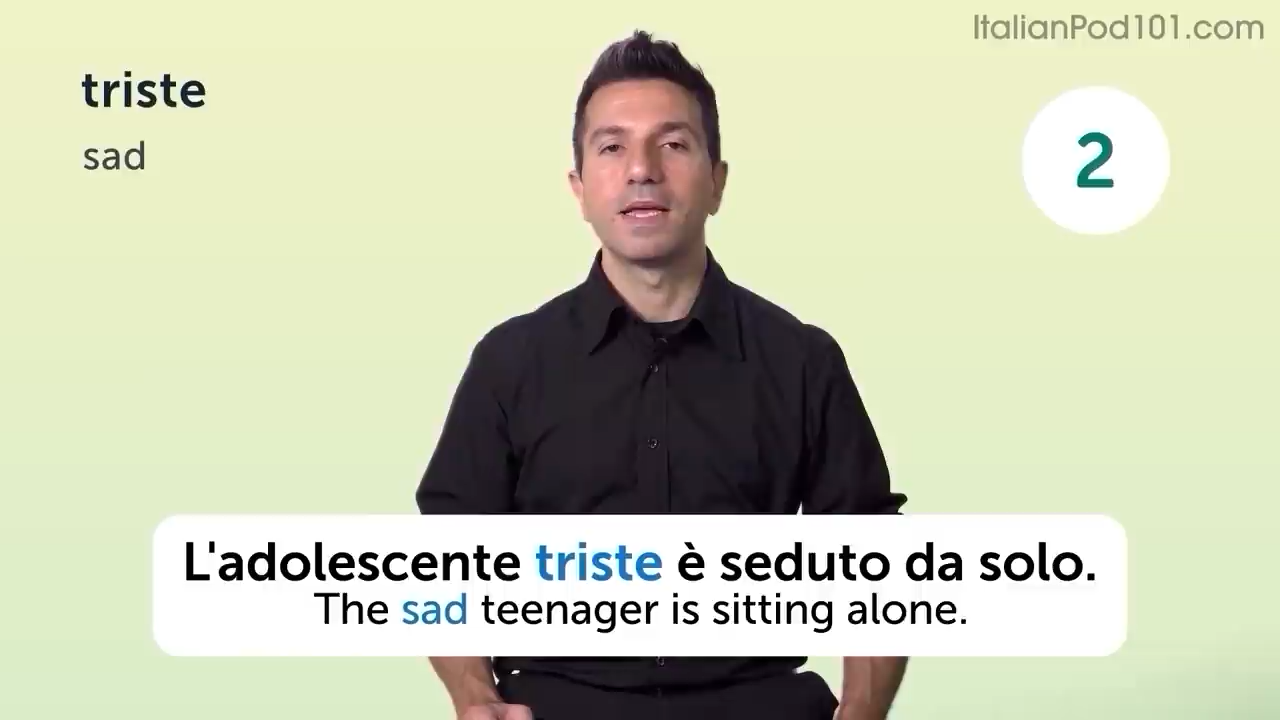 ItalianPod101.com
triste
sad
2
L'adolescente triste è seduto da solo.
The sad teenager is sitting alone.